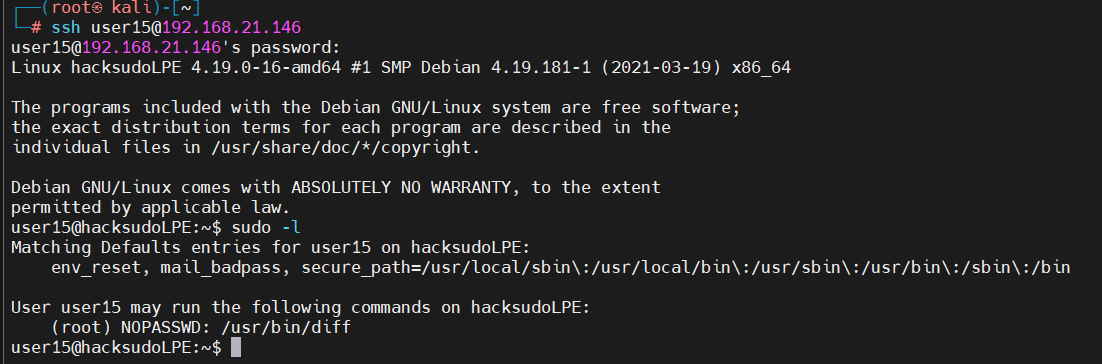 ┌──(root㉿ kali)-[~]
└─# ssh user15@192.168.21.146
user15@192.168.21.146's password:
Linux hacksudoLPE 4.19.0-16-amd64 #1 SMP Debian 4.19.181-1 (2021-03-19) x86_64

The programs included with the Debian GNU/Linux system are free software;
the exact distribution terms for each program are described in the
individual files in /usr/share/doc/*/copyright.

Debian GNU/Linux comes with ABSOLUTELY NO WARRANTY, to the extent
permitted by applicable law.
user15@hacksudoLPE:~$ sudo -l
Matching Defaults entries for user15 on hacksudoLPE:
    env_reset, mail_badpass, secure_path=/usr/local/sbin\:/usr/local/bin\:/usr/sbin\:/usr/bin\:/sbin\:/bin

User user15 may run the following commands on hacksudoLPE:
    (root) NOPASSWD: /usr/bin/diff
user15@hacksudoLPE:~$